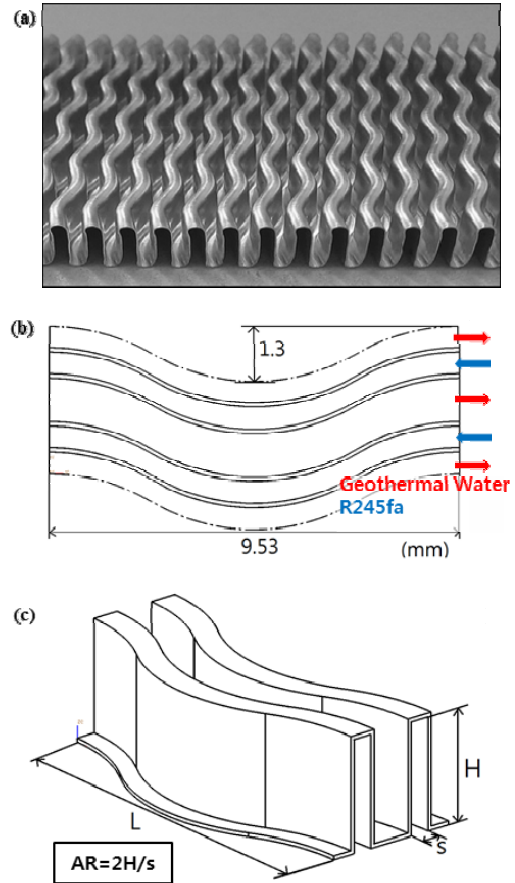 (a)
(b)
1.3
Geothermal Water
R245fa
9.53
(mm)
(c)
H
L
s
AR=2H/s